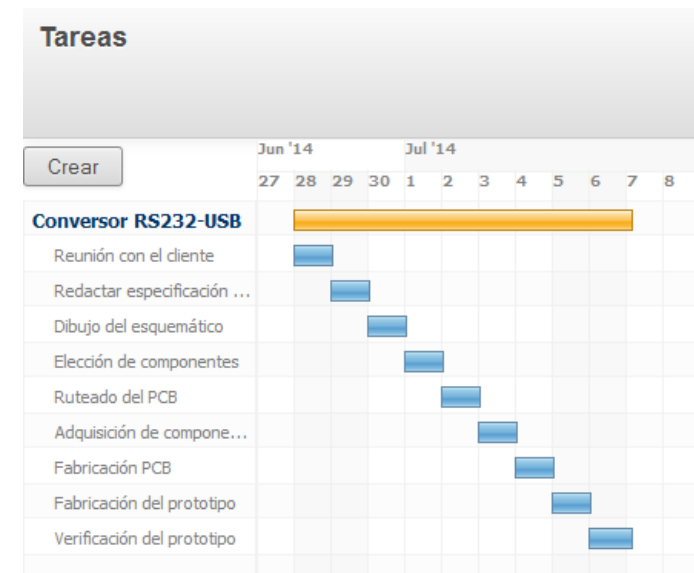 Tareas
Crear
Jun '14 Jul '14
27 28 29 30 1 2 3 4 5 6 7 8
Conversor RS232-USB
Reunión con el cliente
Redactar especificación ...
Dibujo del esquemático
Elección de componentes
Ruteado del PCB
Adquisición de compone...
Fabricación PCB
Fabricación del prototipo
Verificación del prototipo